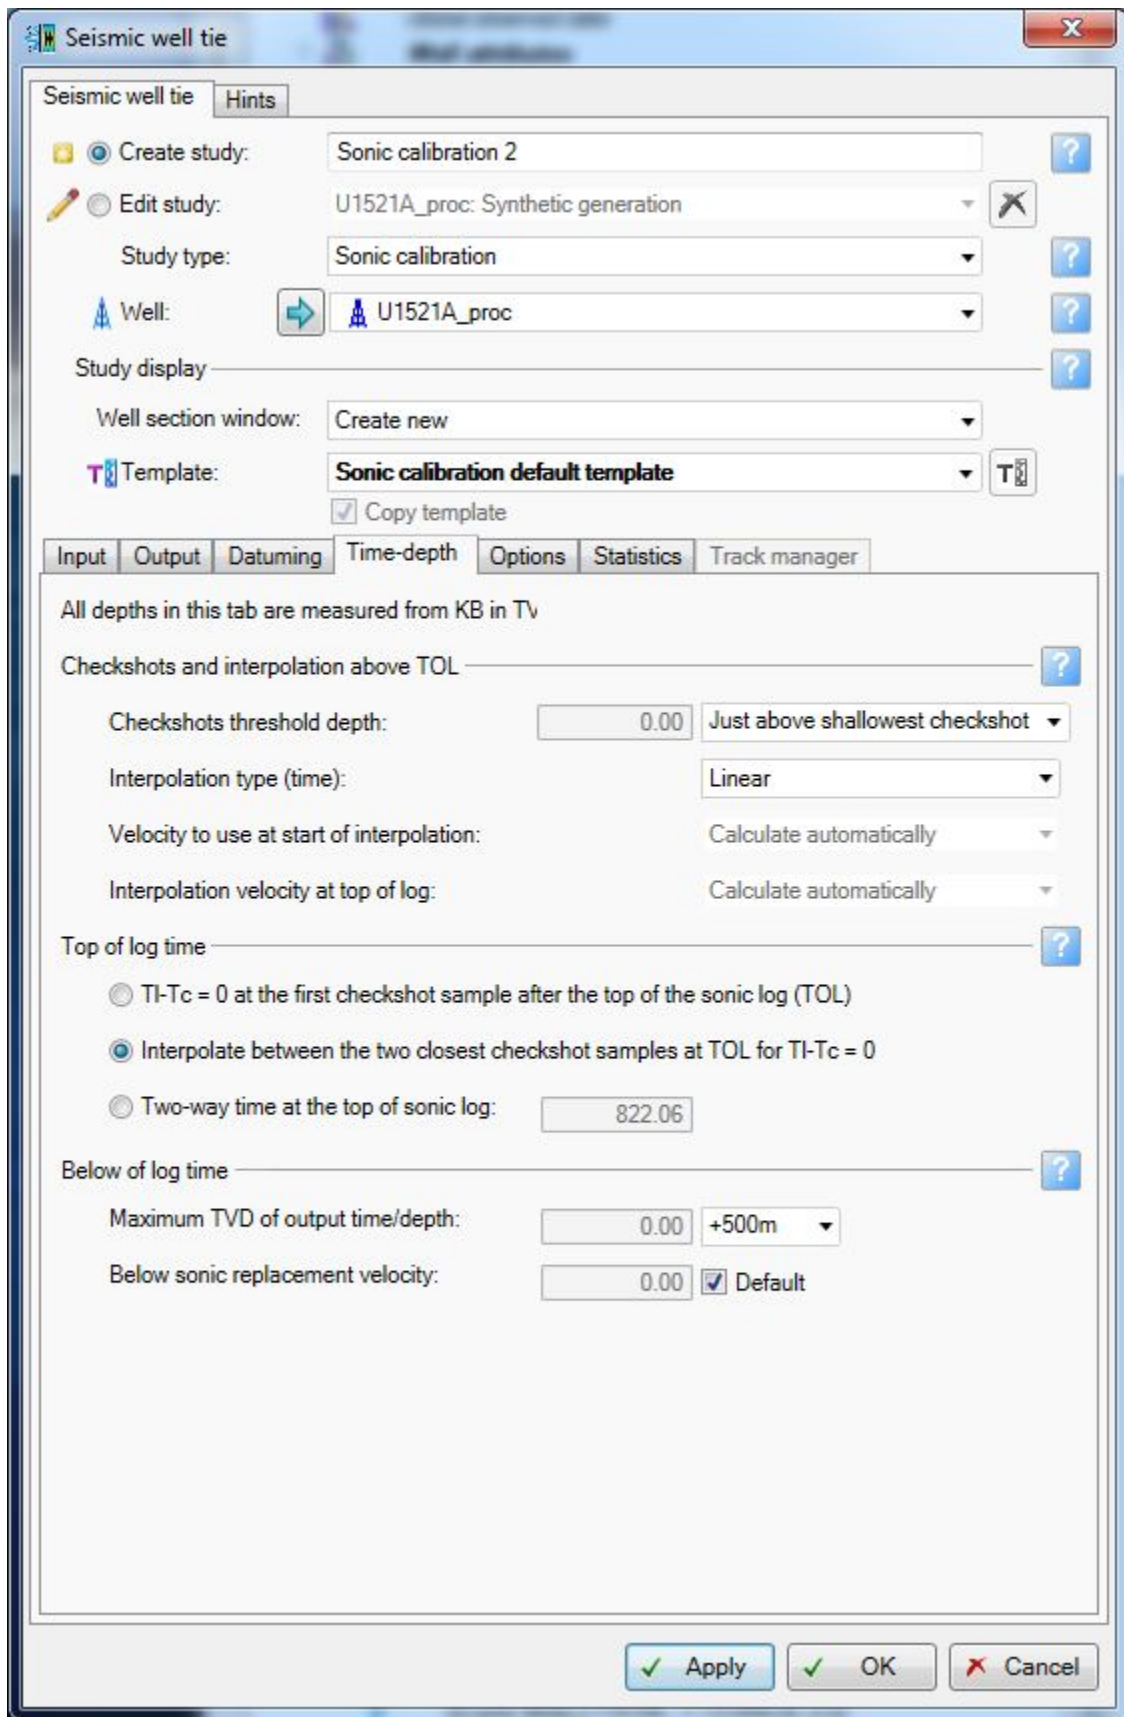 Seismic well tie
Seismic well tie Hints
Create study: Sonic calibration 2
Edit study: U1521A_proc: Synthetic generation
Study type: Sonic calibration
Well: U1521A_proc
Study display
Well section window: Create new
Template: Sonic calibration default template
Copy template
Input Output Datuming Time-depth Options Statistics Track manager
All depths in this tab are measured from KB in TV
Checkshots and interpolation above TOL
Checkshots threshold depth: 0.00 Just above shallowest checkshot
Interpolation type (time): Linear
Velocity to use at start of interpolation: Calculate automatically
Interpolation velocity at top of log: Calculate automatically
Top of log time
Tl-Tc = 0 at the first checkshot sample after the top of the sonic log (TOL)
Interpolate between the two closest checkshot samples at TOL for Tl-Tc = 0
Two-way time at the top of sonic log: 822.06
Below of log time
Maximum TVD of output time/depth: 0.00 +500m
Below sonic replacement velocity: 0.00 Default
Apply OK Cancel